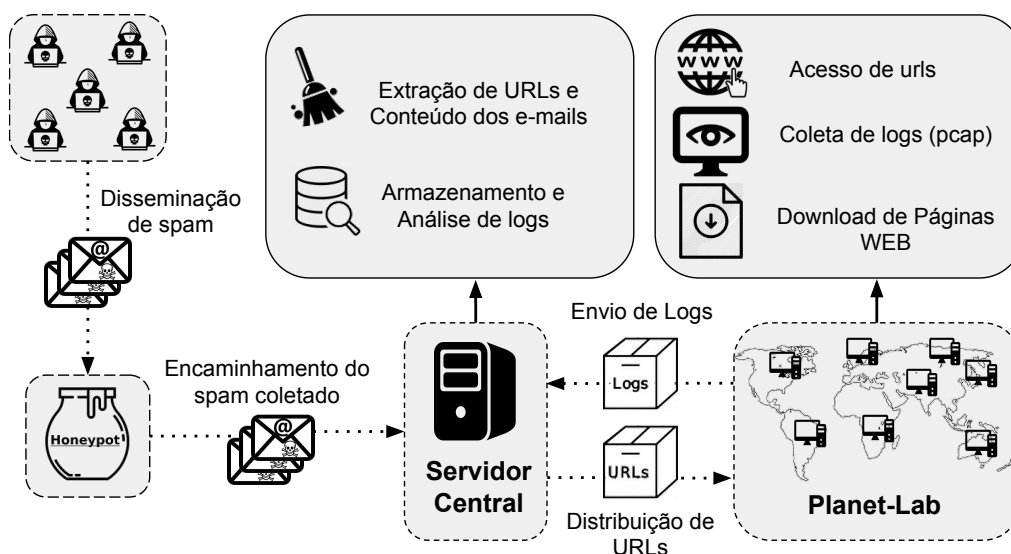 Disseminação
de spam
@
Honeypot
Encaminhamento do
spam coletado
@
Extração de URLs e
Conteúdo dos e-mails
Armazenamento e
Análise de logs
Servidor
Central
Envio de Logs
Logs
URLs
Distribuição de
URLs
WWW
Acesso de urls
Coleta de logs (pcap)
Download de Páginas
WEB
Planet-Lab